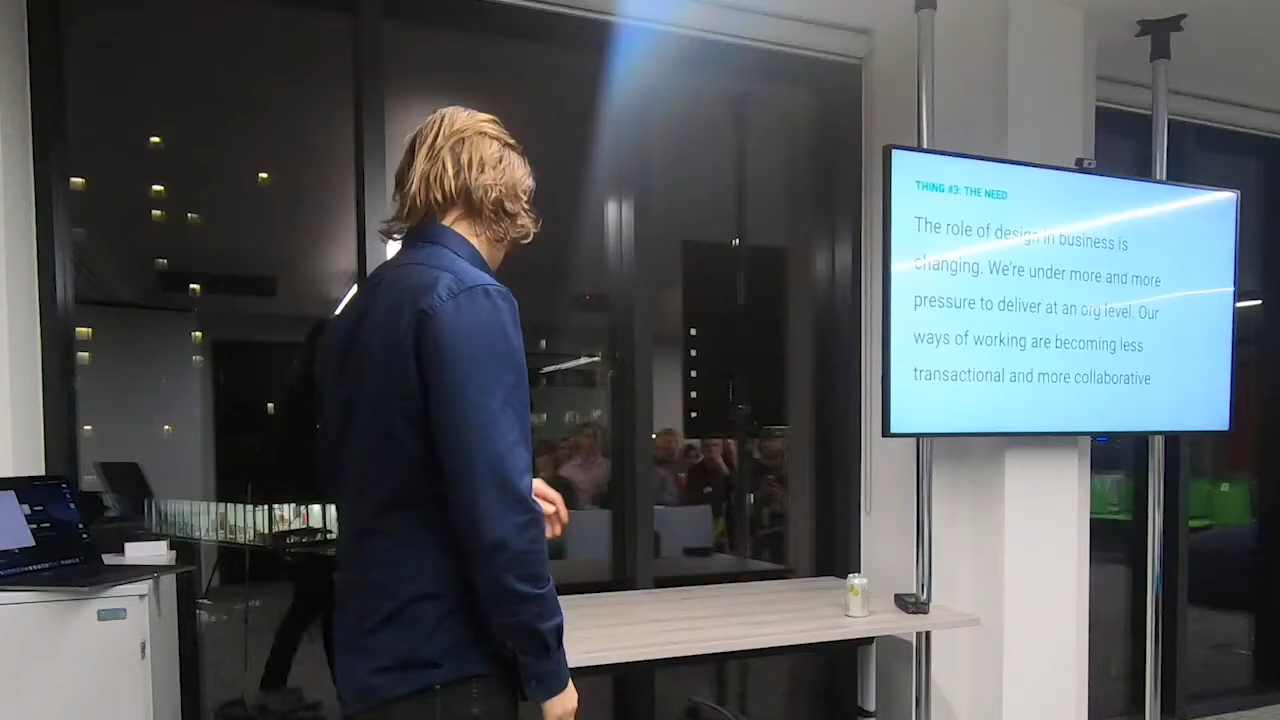 THING #3: THE NEED
The role of design in business is
changing. We're under more and more
pressure to deliver at an org level. Our
ways of working are becoming less
transactional and more collaborative